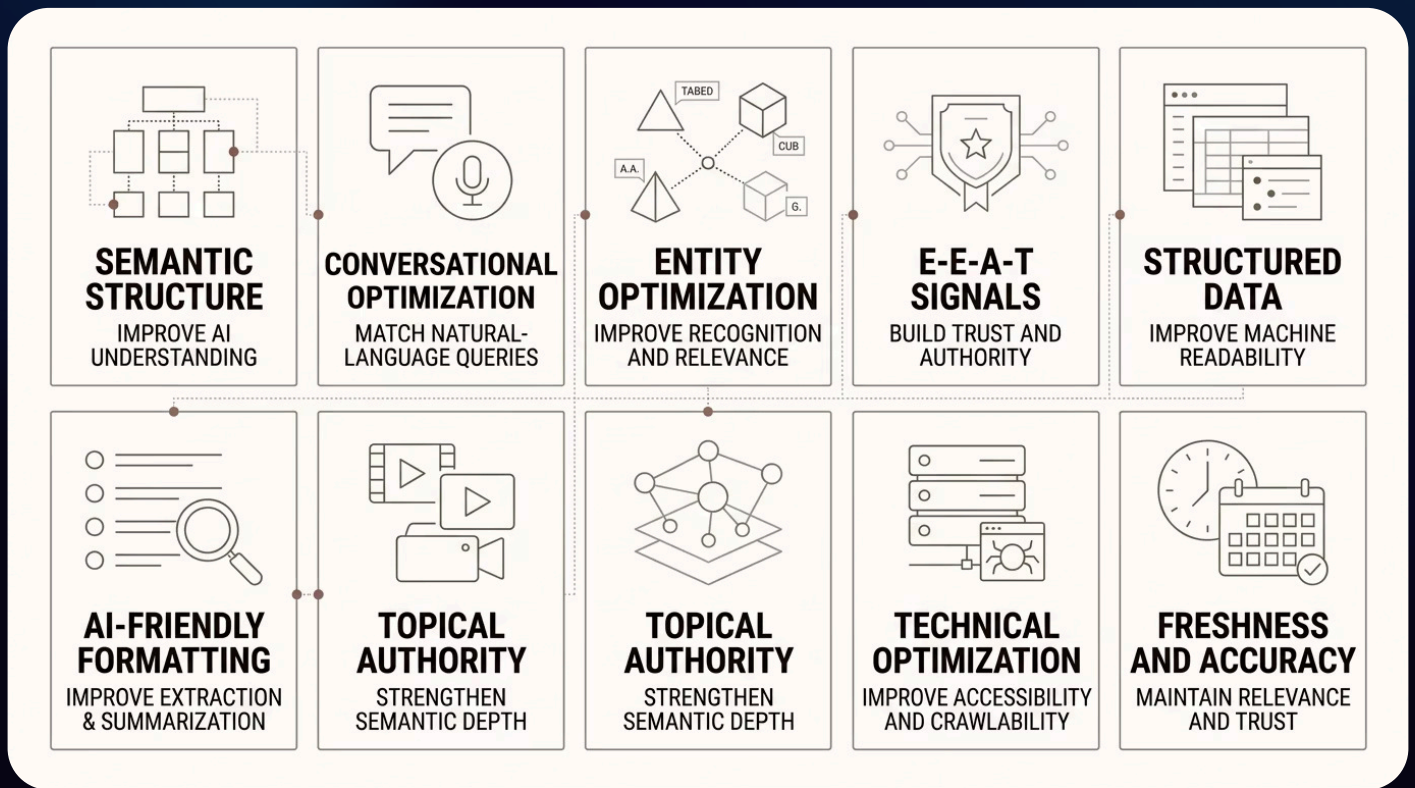 TABED
CUB
A.A.
G.
SEMANTIC
STRUCTURE
IMPROVE AI
UNDERSTANDING
CONVERSATIONAL
OPTIMIZATION
MATCH NATURAL-
LANGUAGE QUERIES
ENTITY
OPTIMIZATION
IMPROVE RECOGNITION
AND RELEVANCE
E-E-A-T
SIGNALS
BUILD TRUST AND
AUTHORITY
STRUCTURED
DATA
IMPROVE MACHINE
READABILITY
AI-FRIENDLY
FORMATTING
IMPROVE EXTRACTION
& SUMMARIZATION
TOPICAL
AUTHORITY
STRENGTHEN
SEMANTIC DEPTH
TOPICAL
AUTHORITY
STRENGTHEN
SEMANTIC DEPTH
TECHNICAL
OPTIMIZATION
IMPROVE ACCESSIBILITY
AND CRAWLABILITY
FRESHNESS
AND ACCURACY
MAINTAIN RELEVANCE
AND TRUST